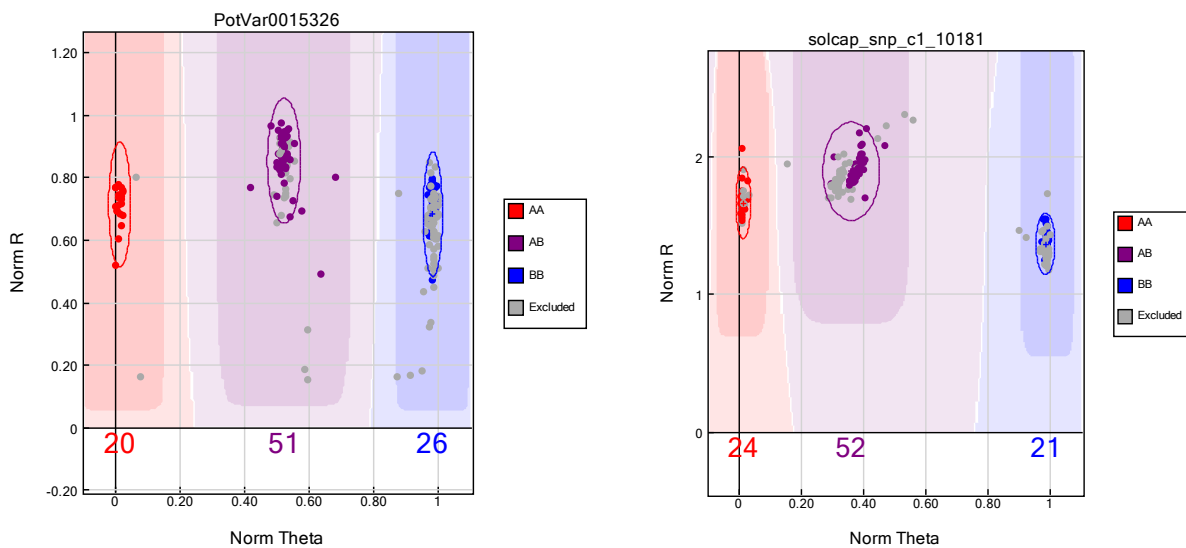 PotVar0015326
1.20
1
0.80
0.60
0.40
0.20
0
-0.20
Norm R
20
51
26
0
0.20
0.40
0.60
0.80
1
Norm Theta
AA
AB
BB
Excluded
solcap_snp_c1_10181
2
1
0
Norm R
24
52
21
0
0.20
0.40
0.60
0.80
1
Norm Theta
AA
AB
BB
Excluded